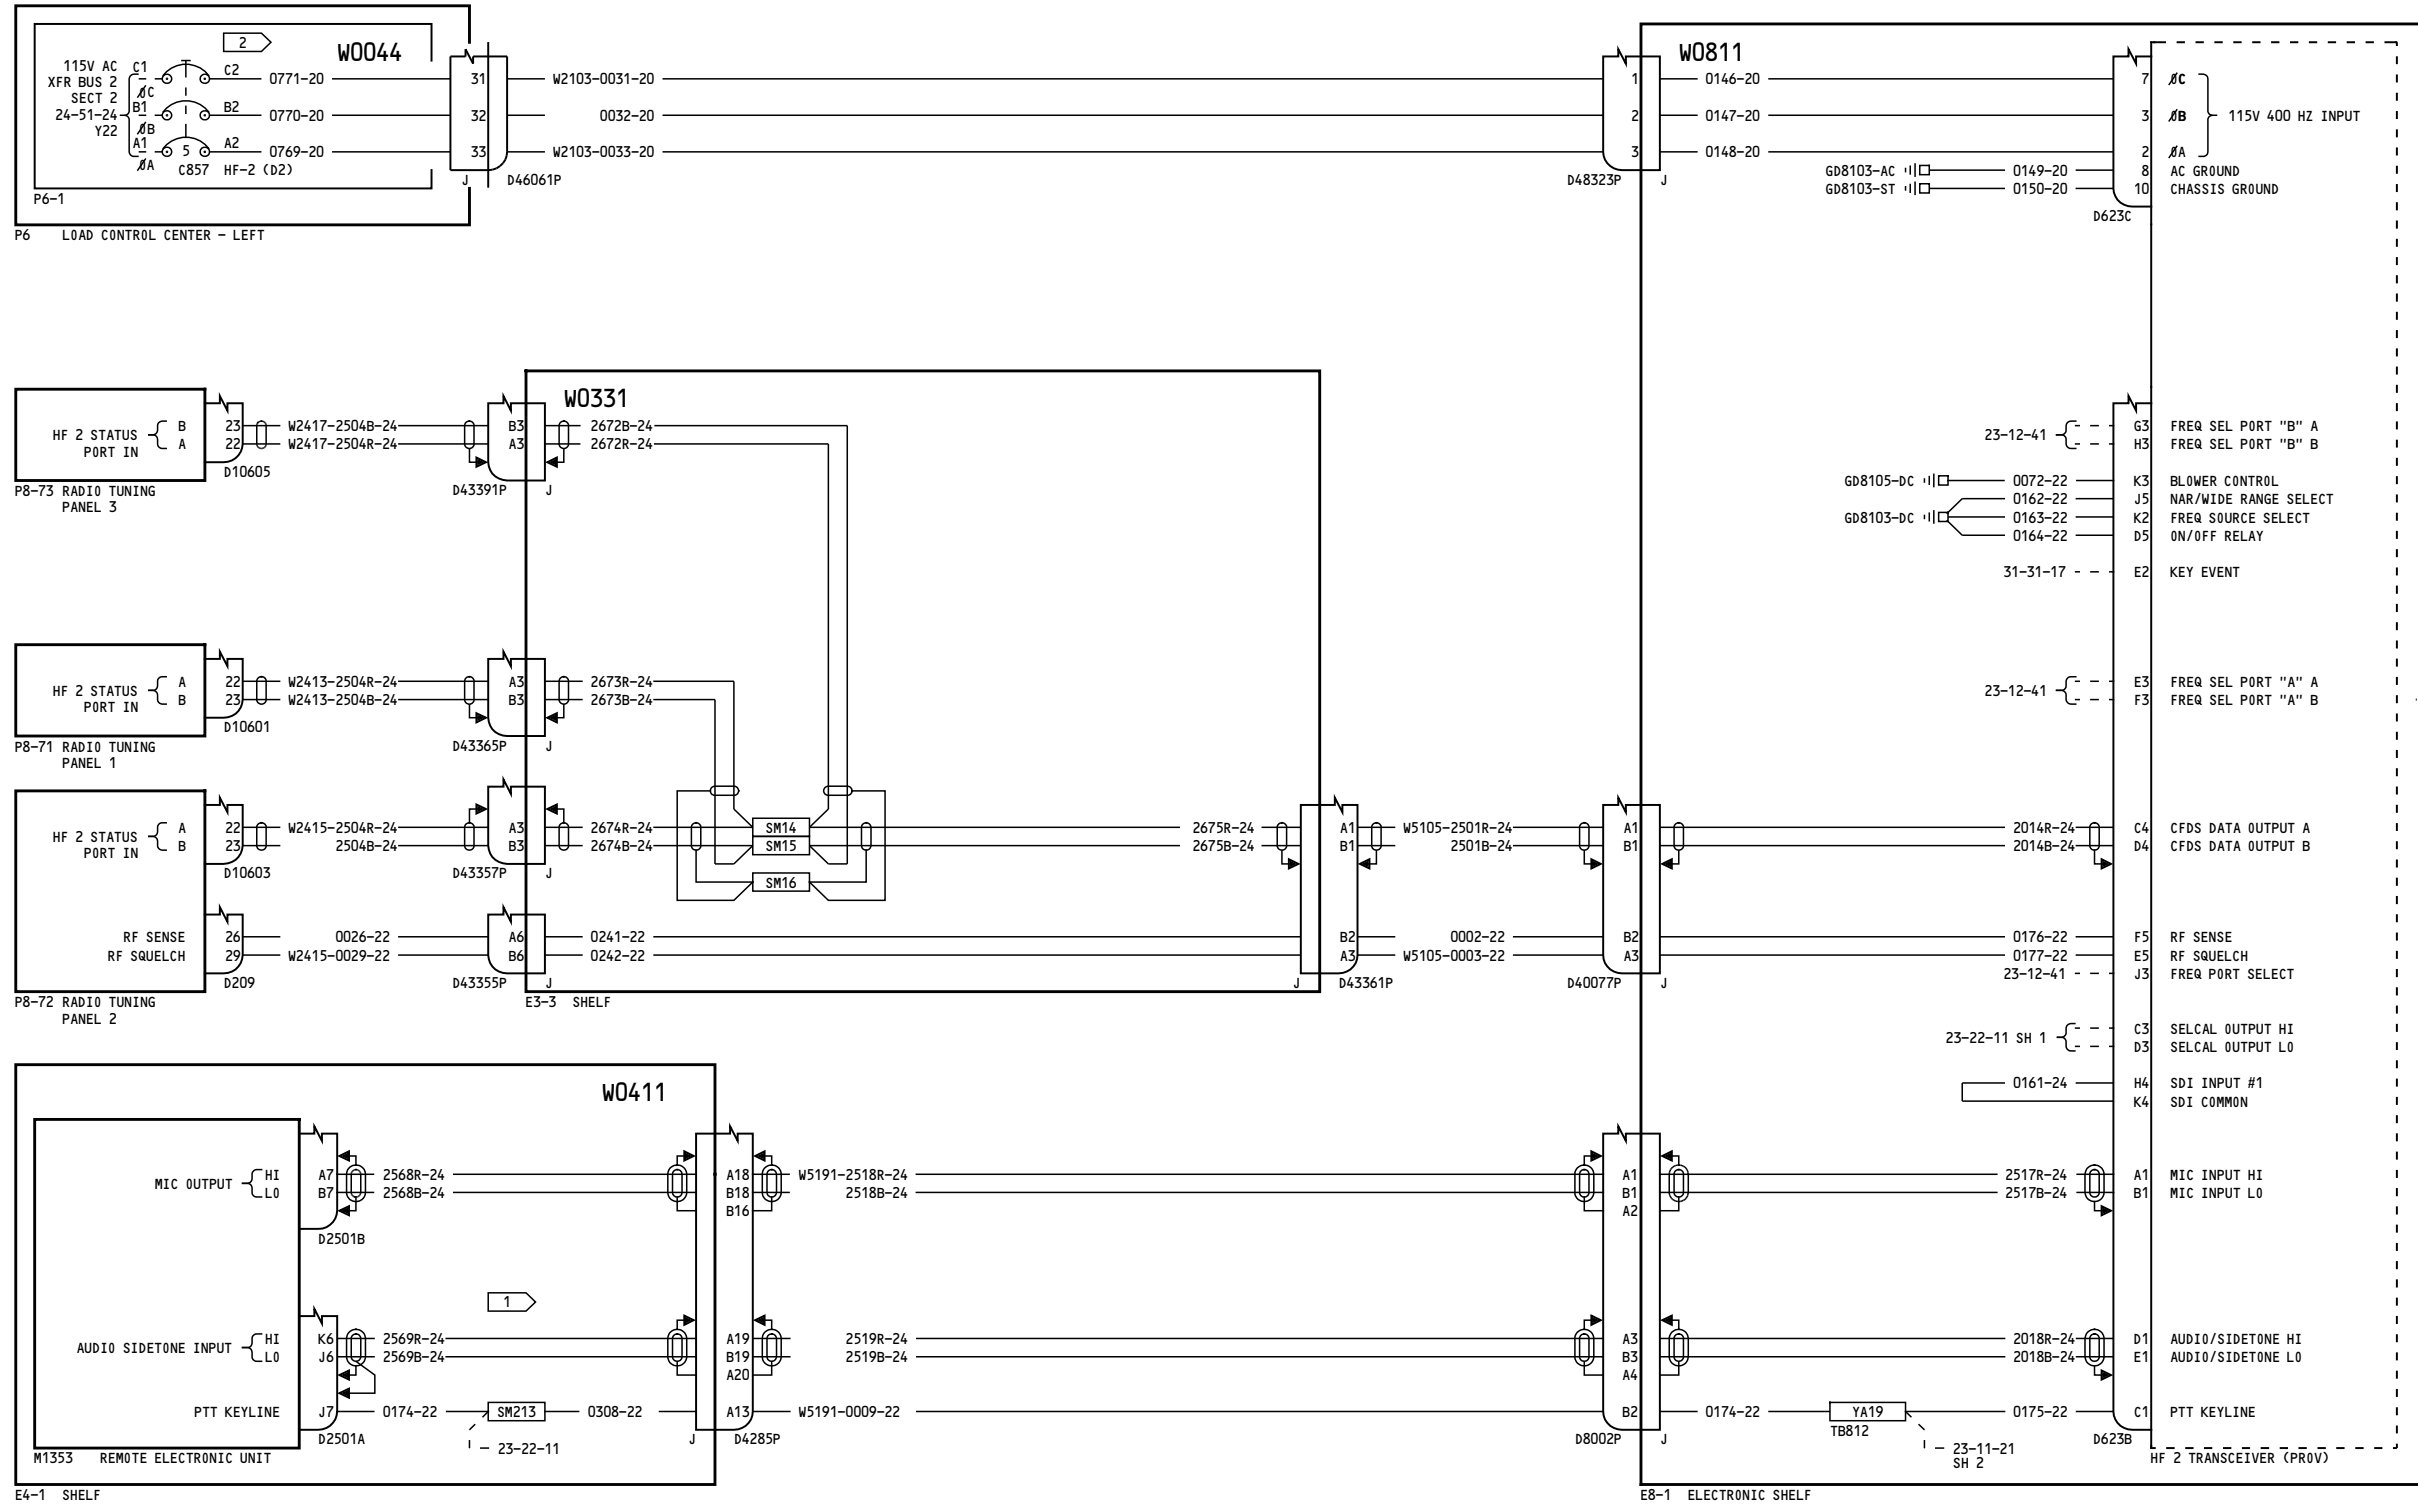 2
W0044
115V AC
XFR BUS 2
SECT 2
24-51-24
Y22
C1
ØC
B1
ØB
A1
ØA
C2
B2
A2
5
C857 HF-2 (D2)
0771-20
0770-20
0769-20
31
32
33
J
D46061P
P6-1
P6 LOAD CONTROL CENTER - LEFT
W2103-0031-20
0032-20
W2103-0033-20
1
2
3
D48323P
J
W0811
0146-20
0147-20
0148-20
GD8103-AC
0149-20
GD8103-ST
0150-20
7 ØC
3 ØB
2 ØA
115V 400 HZ INPUT
8 AC GROUND
10 CHASSIS GROUND
D623C
HF 2 STATUS
PORT IN
B
A
23
22
D10605
P8-73 RADIO TUNING
PANEL 3
W2417-2504B-24
W2417-2504R-24
B3
A3
D43391P
J
W0331
2672B-24
2672R-24
HF 2 STATUS
PORT IN
A
B
22
23
D10601
P8-71 RADIO TUNING
PANEL 1
W2413-2504R-24
W2413-2504B-24
A3
B3
D43365P
J
2673R-24
2673B-24
HF 2 STATUS
PORT IN
A
B
22
23
D10603
W2415-2504R-24
2504B-24
A3
B3
D43357P
J
2674R-24
2674B-24
SM14
SM15
SM16
RF SENSE
RF SQUELCH
26
29
D209
P8-72 RADIO TUNING
PANEL 2
0026-22
W2415-0029-22
A6
B6
D43355P
J
0241-22
0242-22
E3-3 SHELF
2675R-24
2675B-24
A1
B1
B2
A3
J
D43361P
W5105-2501R-24
2501B-24
0002-22
W5105-0003-22
A1
B1
B2
A3
D40077P
J
23-12-41
G3 FREQ SEL PORT "B" A
H3 FREQ SEL PORT "B" B
GD8105-DC
0072-22
K3 BLOWER CONTROL
GD8103-DC
0162-22
J5 NAR/WIDE RANGE SELECT
0163-22
K2 FREQ SOURCE SELECT
0164-22
D5 ON/OFF RELAY
31-31-17
E2 KEY EVENT
23-12-41
E3 FREQ SEL PORT "A" A
F3 FREQ SEL PORT "A" B
2014R-24
C4 CFDS DATA OUTPUT A
2014B-24
D4 CFDS DATA OUTPUT B
0176-22
F5 RF SENSE
0177-22
E5 RF SQUELCH
23-12-41
J3 FREQ PORT SELECT
23-22-11 SH 1
C3 SELCAL OUTPUT HI
D3 SELCAL OUTPUT LO
0161-24
H4 SDI INPUT #1
K4 SDI COMMON
W0411
MIC OUTPUT
HI
LO
A7
B7
D2501B
2568R-24
2568B-24
A18
B18
B16
W5191-2518R-24
2518B-24
A1
B1
A2
2517R-24
2517B-24
A1 MIC INPUT HI
B1 MIC INPUT LO
1
AUDIO SIDETONE INPUT
HI
LO
K6
J6
2569R-24
2569B-24
A19
B19
A20
2519R-24
2519B-24
A3
B3
A4
2018R-24
2018B-24
D1 AUDIO/SIDETONE HI
E1 AUDIO/SIDETONE LO
PTT KEYLINE
J7
0174-22
SM213
0308-22
A13
W5191-0009-22
B2
0174-22
YA19
TB812
0175-22
C1 PTT KEYLINE
D2501A
23-22-11
J
D4285P
D8002P
J
23-11-21
SH 2
D623B
M1353 REMOTE ELECTRONIC UNIT
HF 2 TRANSCEIVER (PROV)
E4-1 SHELF
E8-1 ELECTRONIC SHELF